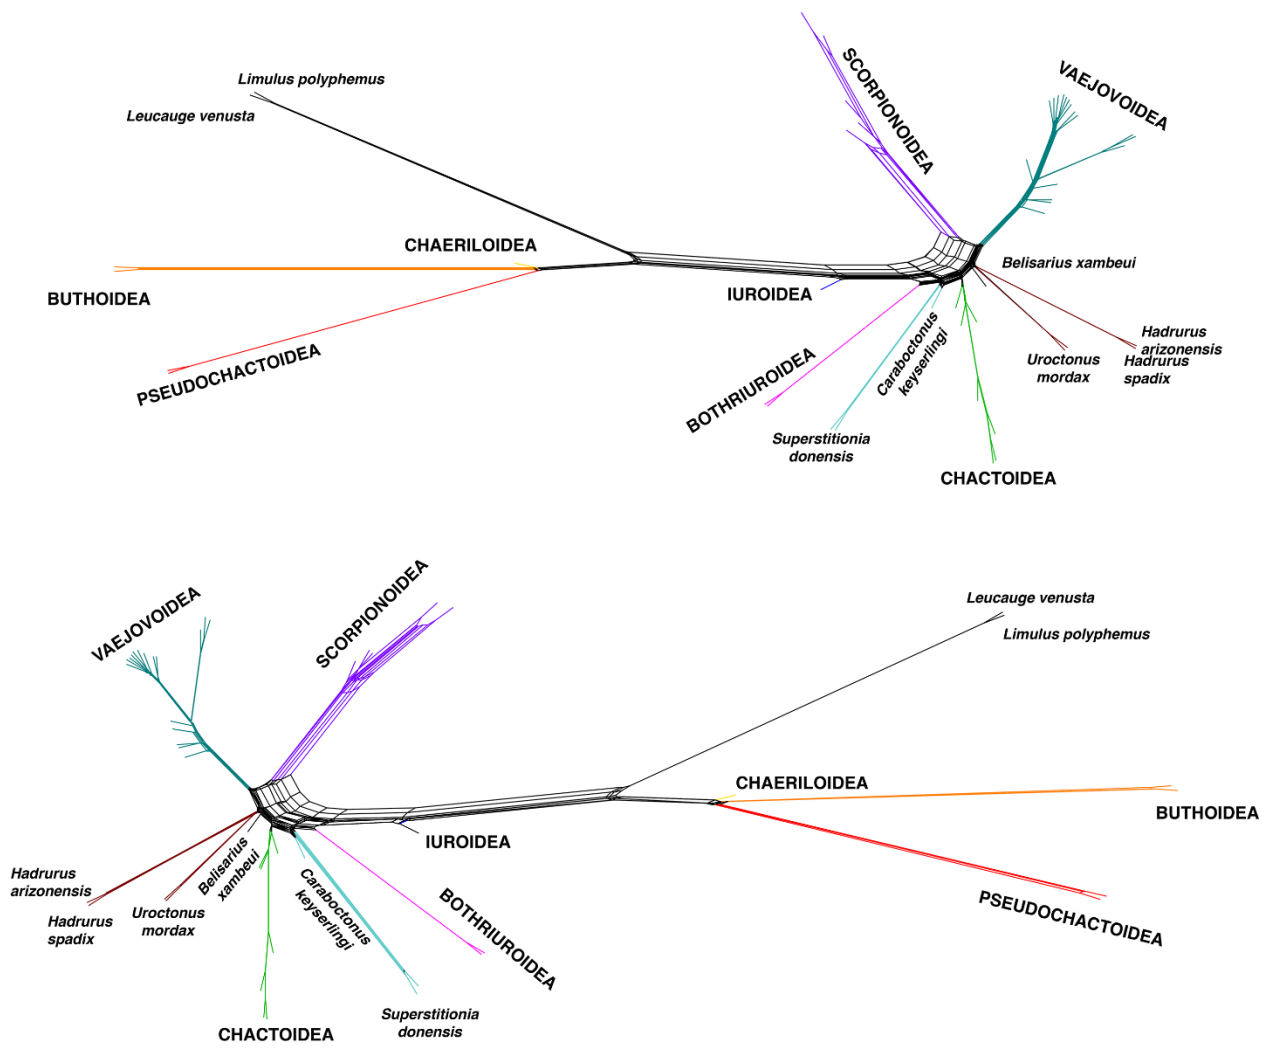 Limulus polyphemus
Leucauge venusta
SCORPIONOIDEA
VAEJOVOIDEA
CHAERILOIDEA
BUTHOIDEA
PSEUDOCHACTOIDEA
IUROIDEA
Belisarius xambeui
BOTHRIUROIDEA
Caraboctonus
keyserlingi
Superstitionia
donensis
Uroctonus
mordax
Hadrurus
arizonensis
Hadrurus
spadix
CHACTOIDEA
VAEJOVOIDEA
SCORPIONOIDEA
Leucauge venusta
Limulus polyphemus
CHAERILOIDEA
BUTHOIDEA
IUROIDEA
PSEUDOCHACTOIDEA
Hadrurus
arizonensis
Hadrurus
spadix
Uroctonus
mordax
Belisarius
xambeui
Caraboctonus
keyserlingi
BOTHRIUROIDEA
Superstitionia
donensis
CHACTOIDEA